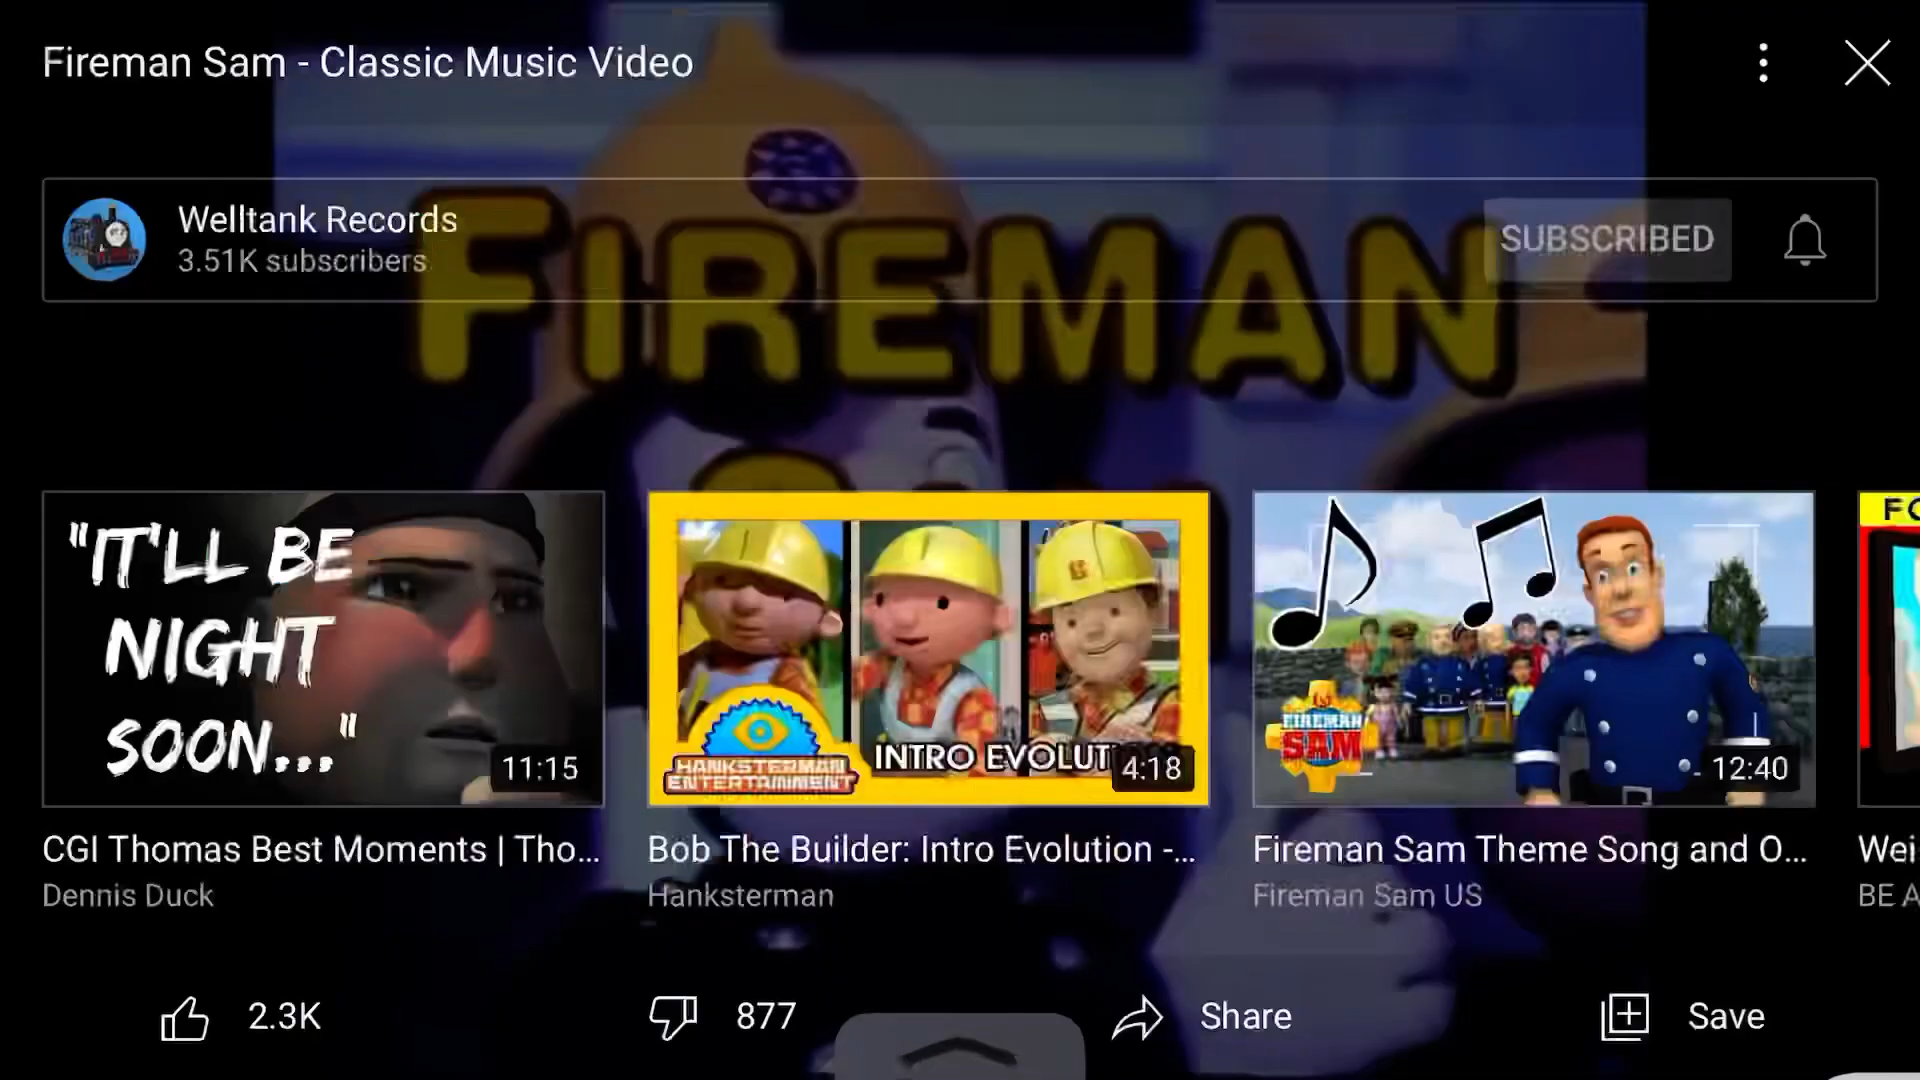 Fireman Sam - Classic Music Video
Welltank Records
3.51K subscribers
SUBSCRIBED
FIREMAN
"IT'LL BE
NIGHT
SOON..."
11:15
HANKSTERMAN
ENTERTAINMENT
INTRO EVOLUT
4:18
FIREMAN
SAM
12:40
FO
CGI Thomas Best Moments | Tho...
Dennis Duck
Bob The Builder: Intro Evolution -...
Hanksterman
Fireman Sam Theme Song and O...
Fireman Sam US
Wei
BE A
2.3K
877
Share
Save